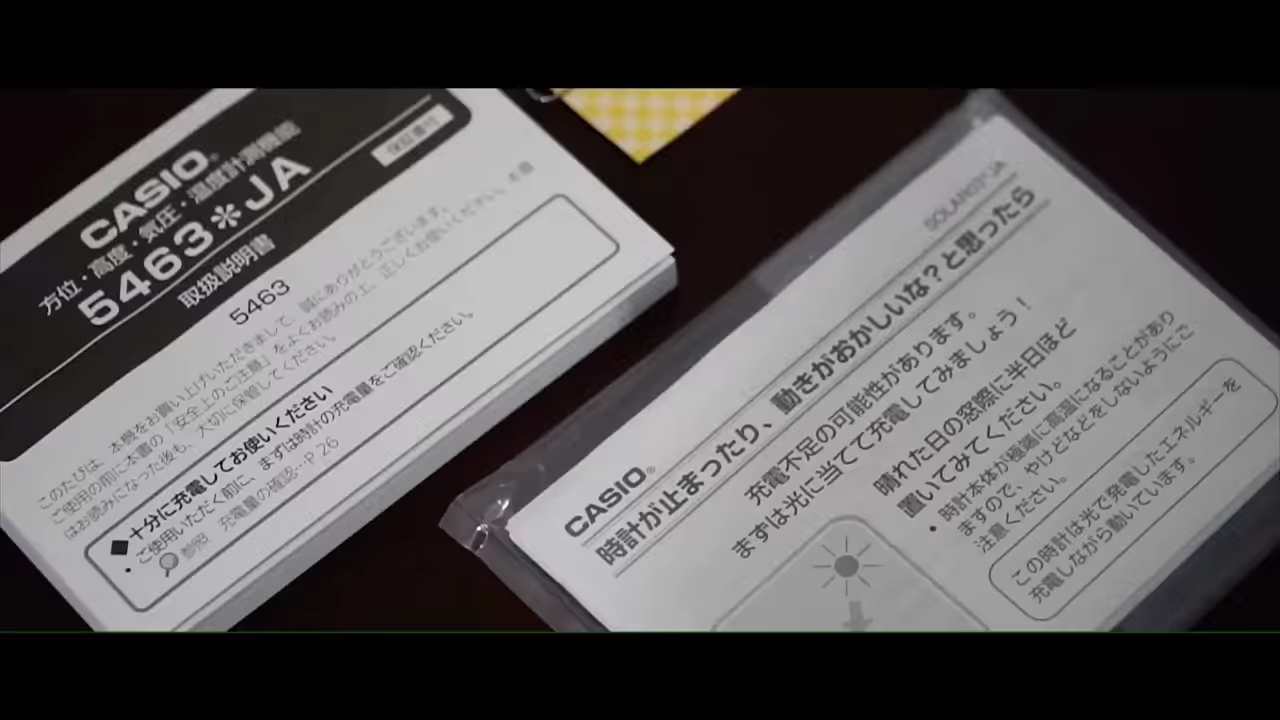 CASIO®
方位・高度・気圧・温度計測機能
5463*JA
取扱説明書
保証書付
5463
このたびは、本機をお買い上げいただきまして、誠にありがとうございます。
ご使用の前に本書の「安全上のご注意」をよくお読みの上、正しくお使いください。本書
はお読みになった後も、大切に保管してください。
◆十分に充電してお使いください
• ご使用いただく前に、まずは時計の充電量をご確認ください。
参照 充電量の確認…P 26
CASIO®
時計が止まったり、動きがおかしいな?と思ったら
充電不足の可能性があります。
まずは光に当てて充電してみましょう!
晴れた日の窓際に半日ほど
置いてみてください。
• 時計本体が極端に高温になることがあり
ますので、やけどなどをしないようにご
注意ください。
この時計は光で発電したエネルギーを
充電しながら動いています。